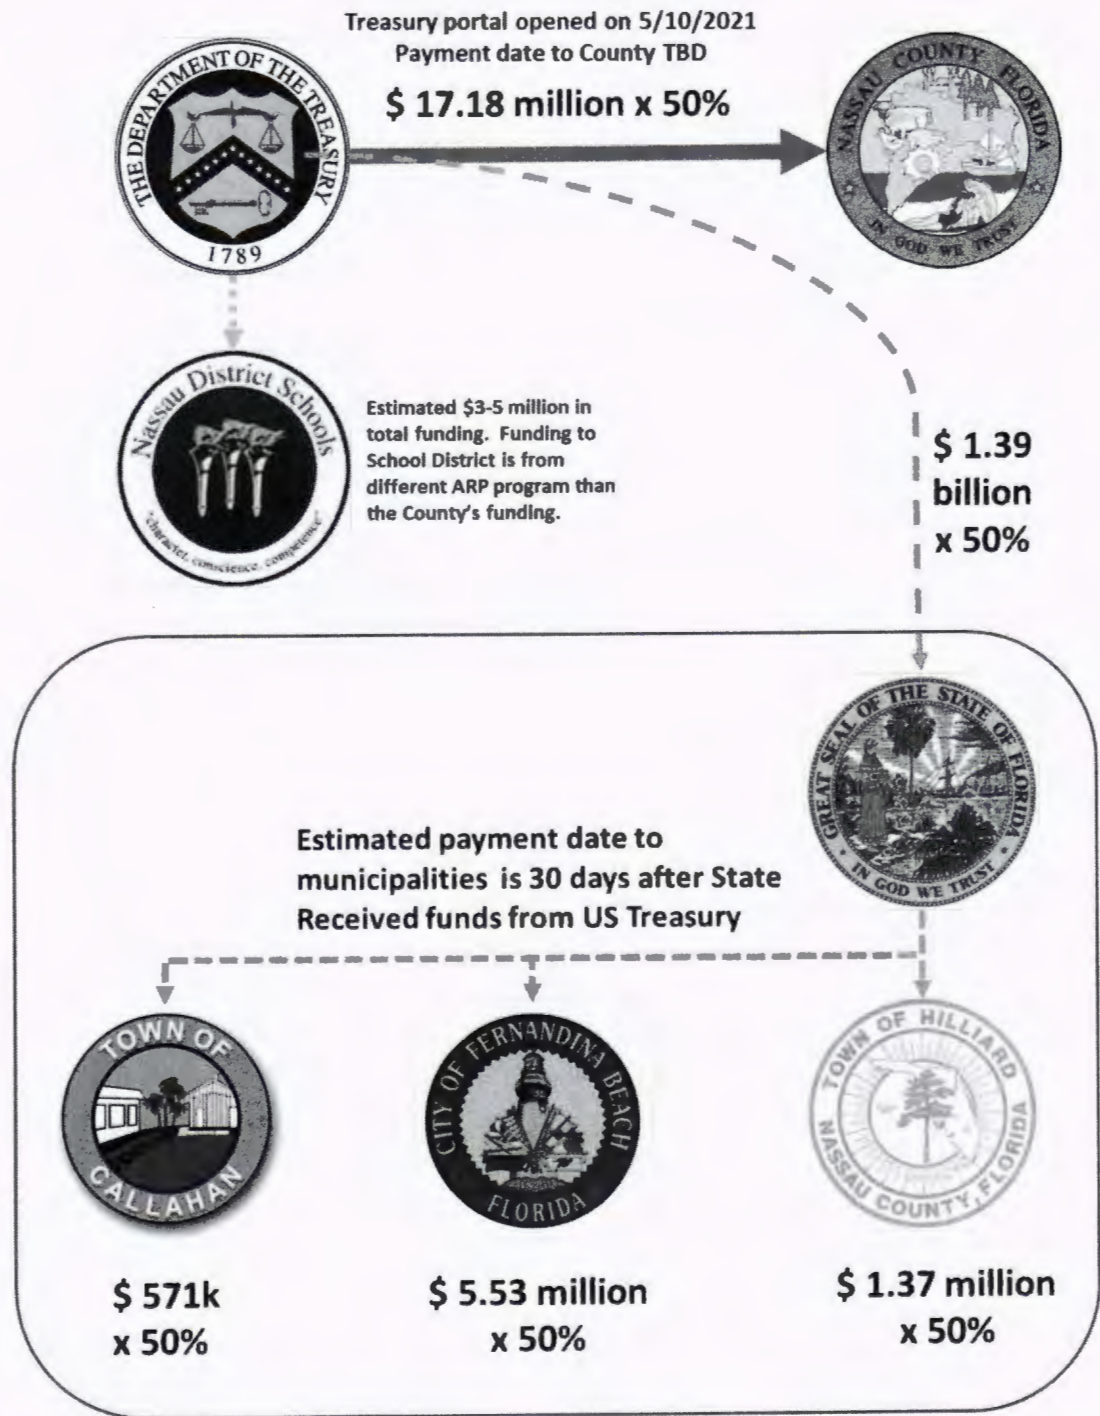 Treasury portal opened on 5/10/2021
Payment date to County TBD
$ 17.18 million x 50%
THE DEPARTMENT OF THE TREASURY
1789
NASSAU COUNTY FLORIDA
IN GOD WE TRUST
Nassau District Schools
"character, conscience, competence"
Estimated $3-5 million in
total funding. Funding to
School District is from
different ARP program than
the County's funding.
$ 1.39
billion
x 50%
GREAT SEAL OF THE STATE OF FLORIDA
IN GOD WE TRUST
Estimated payment date to
municipalities is 30 days after State
Received funds from US Treasury
TOWN OF
CALLAHAN
CITY OF FERNANDINA BEACH
FLORIDA
TOWN OF HILLIARD
NASSAU COUNTY, FLORIDA
$ 571k
x 50%
$ 5.53 million
x 50%
$ 1.37 million
x 50%